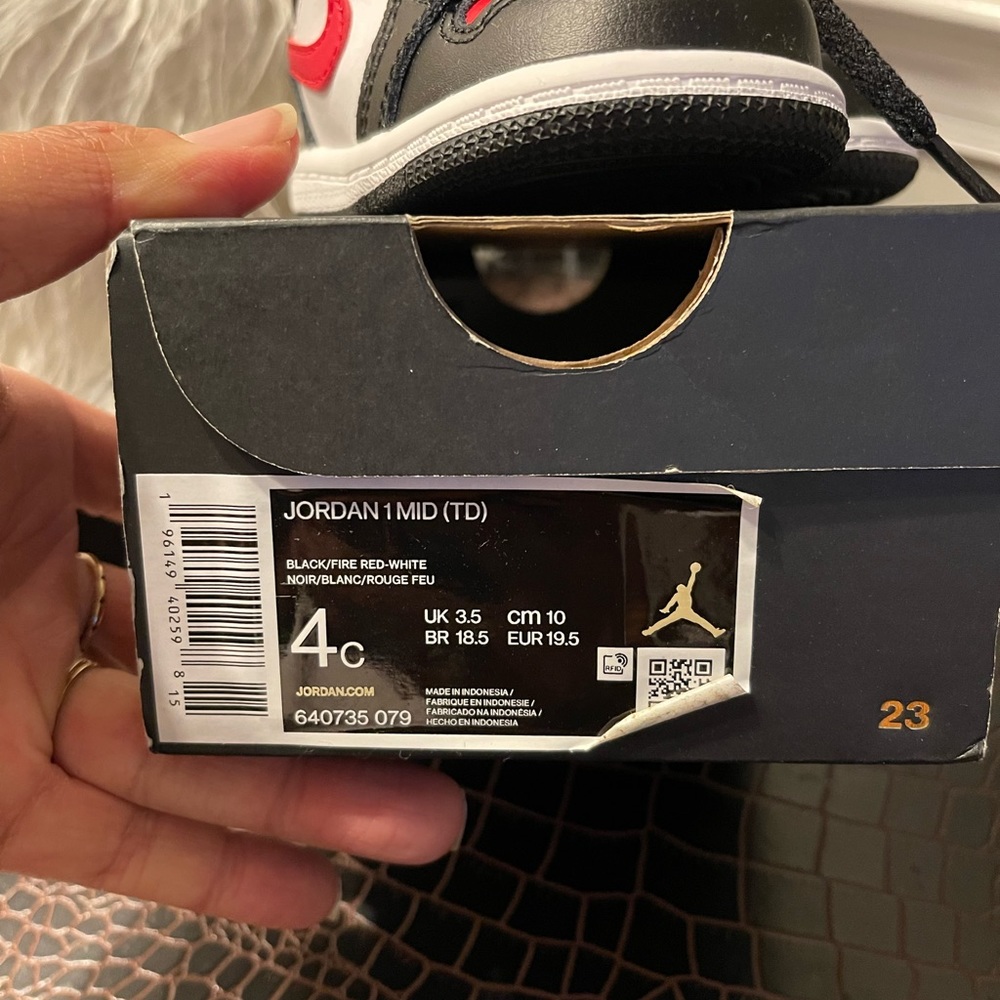 JORDAN 1 MID (TD)
BLACK/FIRE RED-WHITE
NOIR/BLANC/ROUGE FEU
4C
UK 3.5 CM 10
BR 18.5 EUR 19.5
RFID
JORDAN.COM
640735 079
MADE IN INDONESIA /
FABRIQUE EN INDONESIE /
FABRICADO NA INDONÉSIA /
HECHO EN INDONESIA
1 96149 40259 8 15
23